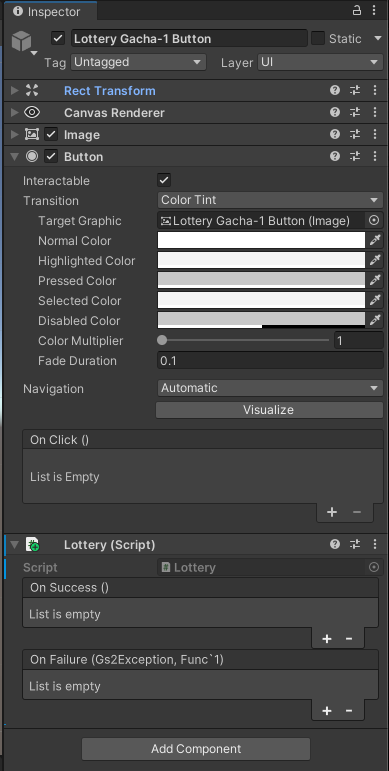 Inspector
Lottery Gacha-1 Button
Static
Tag Untagged Layer UI
Rect Transform
Canvas Renderer
Image
Button
Interactable
Transition Color Tint
Target Graphic Lottery Gacha-1 Button (Image)
Normal Color
Highlighted Color
Pressed Color
Selected Color
Disabled Color
Color Multiplier 1
Fade Duration 0.1
Navigation Automatic
Visualize
On Click ()
List is Empty
+ −
Lottery (Script)
Script # Lottery
On Success ()
List is empty
+ -
On Failure (Gs2Exception, Func`1)
List is empty
+ -
Add Component